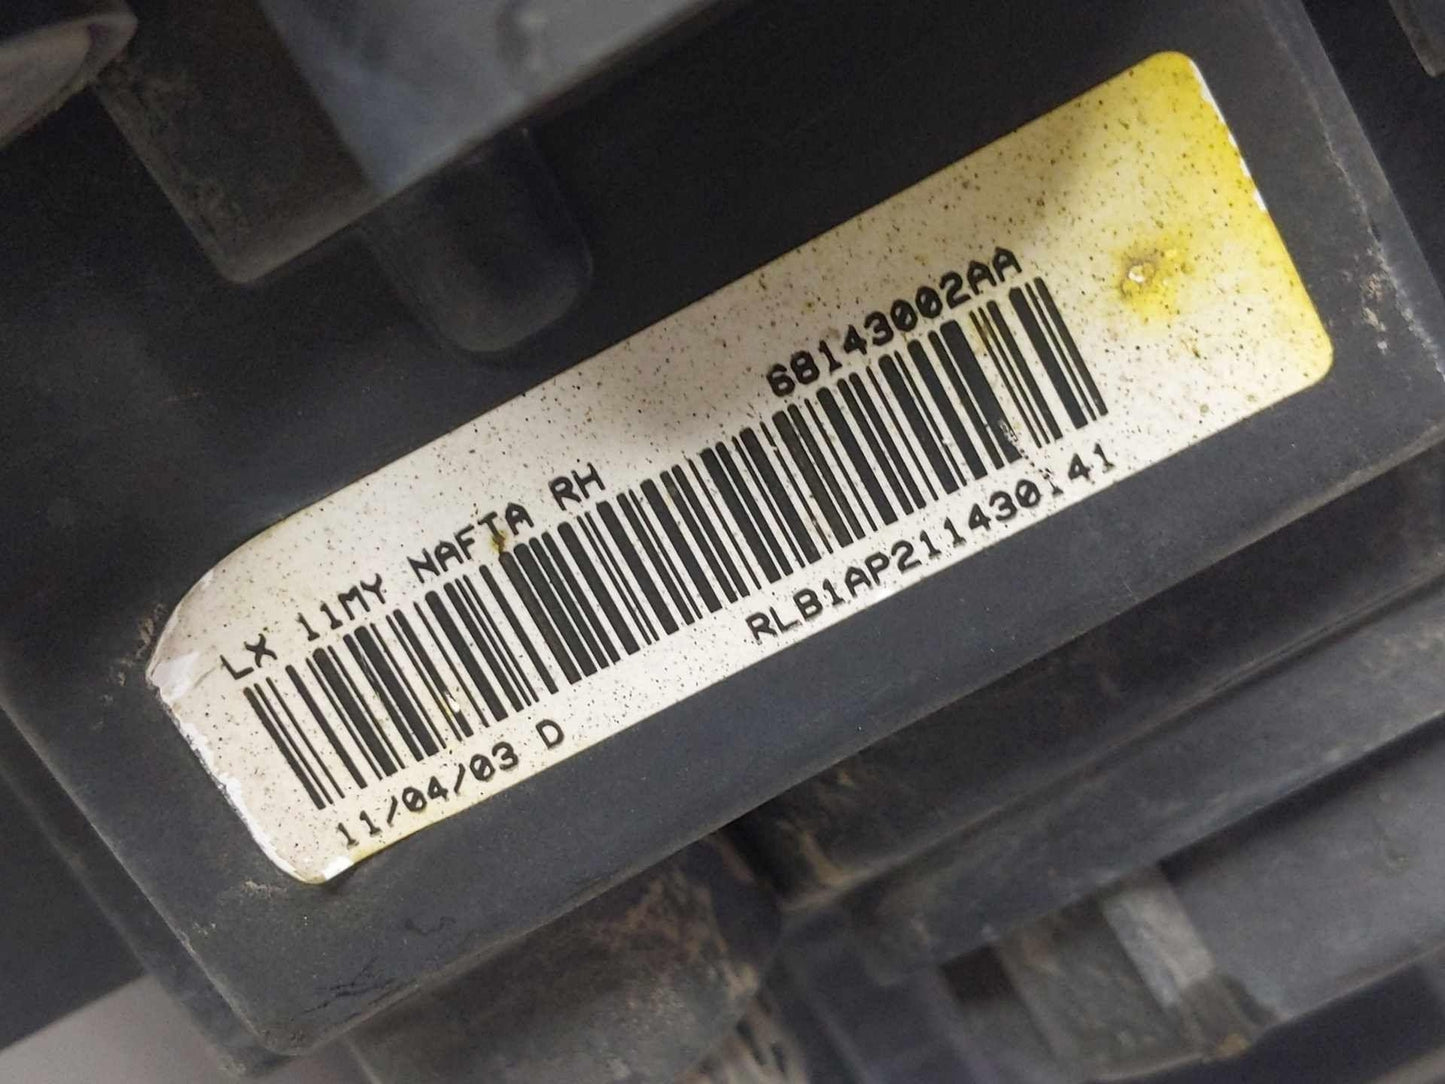 68143002AA
LX 11MY NAFTA RH
RLB1AP211430141
11/04/03 D